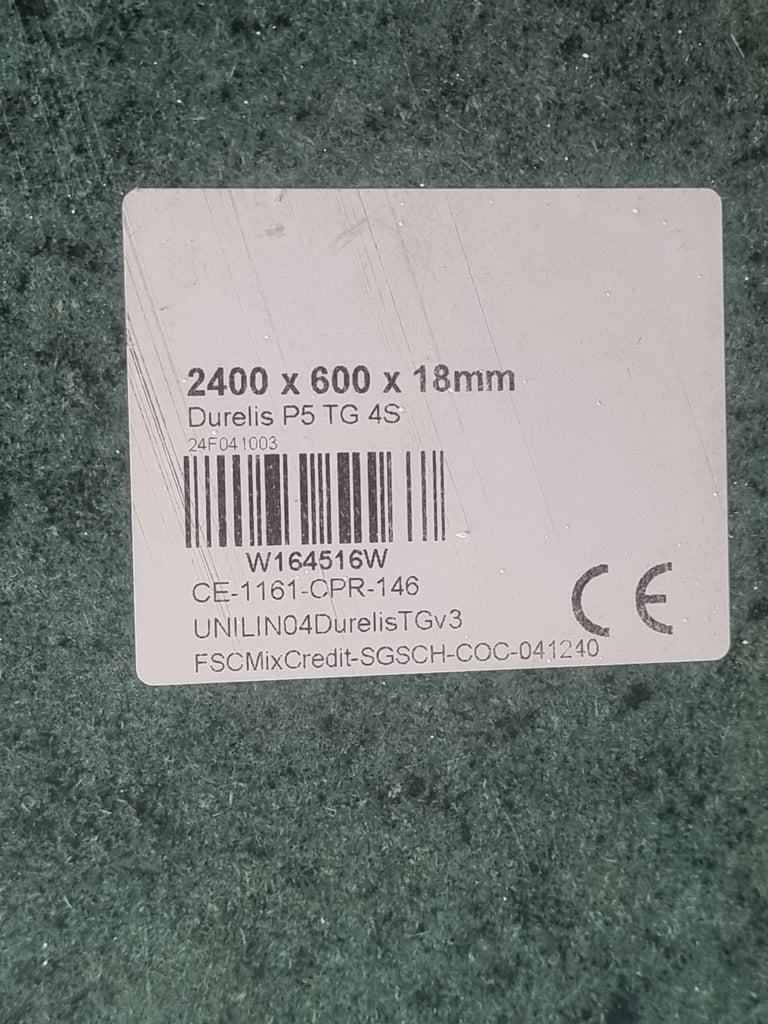 2400 x 600 x 18mm
Durelis P5 TG 4S
24F041003
W164516W
CE-1161-CPR-146
CE
UNILIN04DurelisTGv3
FSCMixCredit-SGSCH-COC-041240